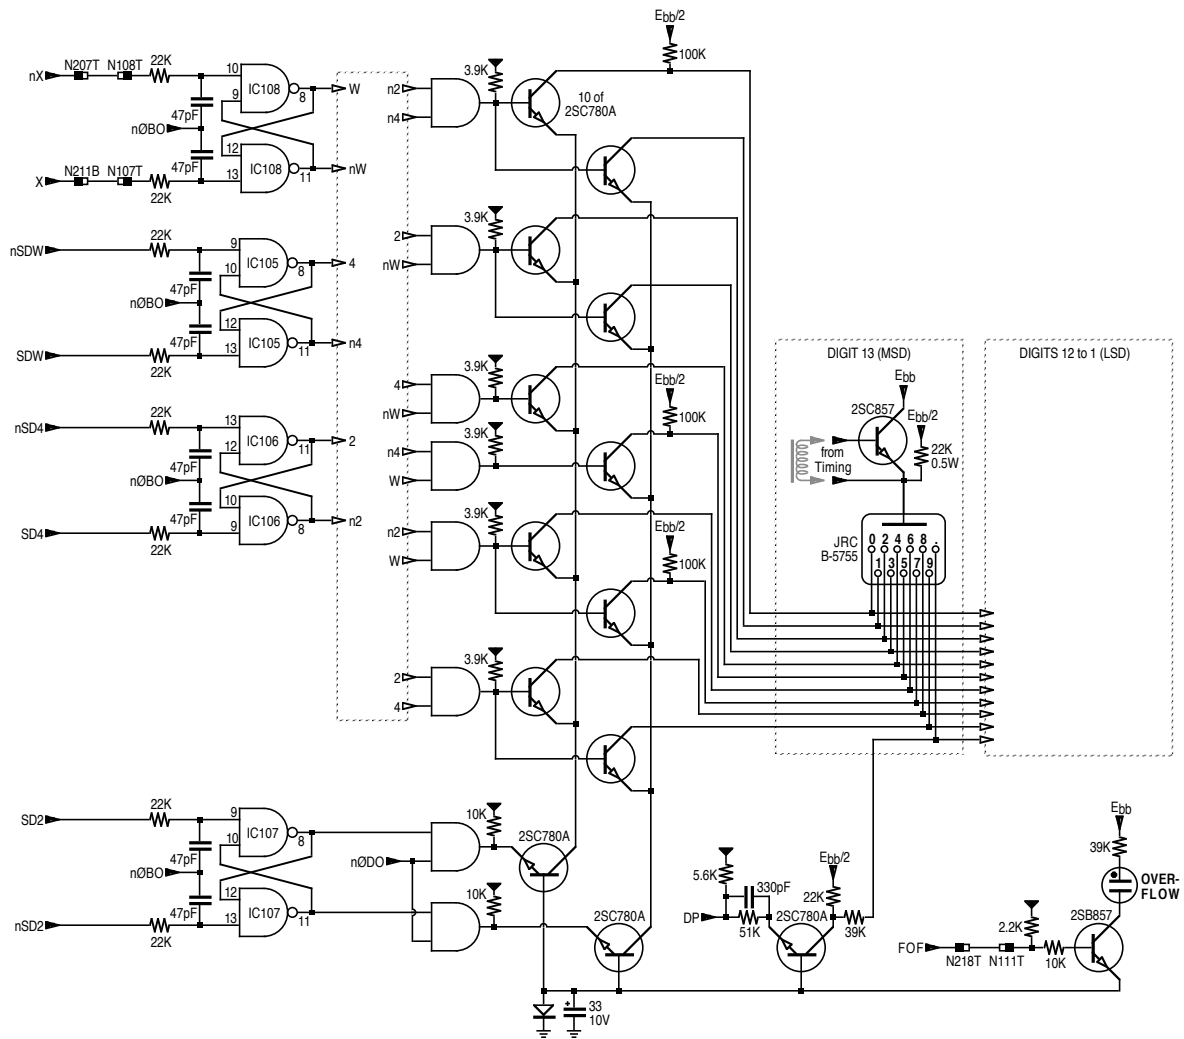 Ebb/2
100K
nX
N207T
N108T
22K
10
9
IC108
8
W
47pF
nØBO
47pF
12
13
IC108
11
nW
X
N211B
N107T
22K
n2
n4
3.9K
10 of
2SC780A
nSDW
22K
9
10
IC105
8
4
47pF
nØBO
47pF
12
13
IC105
11
n4
SDW
22K
2
nW
3.9K
nSD4
22K
13
12
IC106
11
2
47pF
nØBO
47pF
10
9
IC106
8
n2
SD4
22K
4
nW
3.9K
n4
W
3.9K
Ebb/2
100K
n2
W
3.9K
Ebb/2
100K
2
4
3.9K
DIGIT 13 (MSD)
Ebb
2SC857
Ebb/2
22K
0.5W
from
Timing
JRC
B-5755
0 2 4 6 8 .
1 3 5 7 9
DIGITS 12 to 1 (LSD)
SD2
22K
9
10
IC107
8
47pF
nØBO
47pF
12
13
IC107
11
nSD2
22K
nØDO
10K
2SC780A
10K
2SC780A
5.6K
330pF
DP
51K
Ebb/2
22K
2SC780A
39K
Ebb
39K
OVER-
FLOW
2SB857
2.2K
FOF
N218T
N111T
10K
+
33
10V